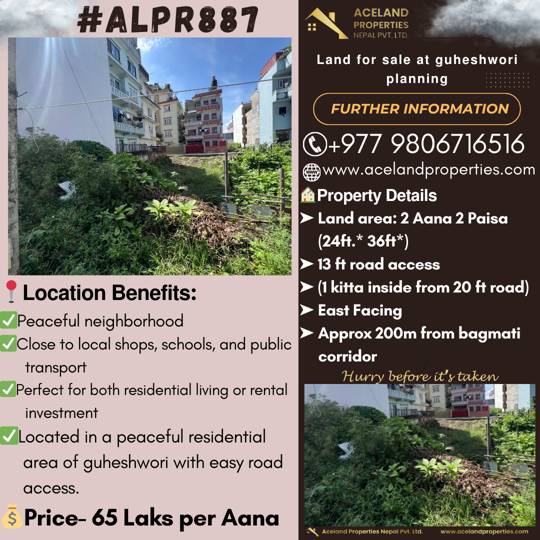 #ALPR887
ACELAND
PROPERTIES
NEPAL PVT. LTD.
Land for sale at guheshwori
planning
FURTHER INFORMATION
+977 9806716516
www.acelandproperties.com
Property Details
➤ Land area: 2 Aana 2 Paisa
(24ft.* 36ft*)
➤ 13 ft road access
➤ (1 kitta inside from 20 ft road)
➤ East Facing
➤ Approx 200m from bagmati
corridor
Hurry before it's taken
Location Benefits:
Peaceful neighborhood
Close to local shops, schools, and public
transport
Perfect for both residential living or rental
investment
Located in a peaceful residential
area of guheshwori with easy road
access.
Price- 65 Laks per Aana
Aceland Properties Nepal Pvt. Ltd.
www.acelandproperties.com